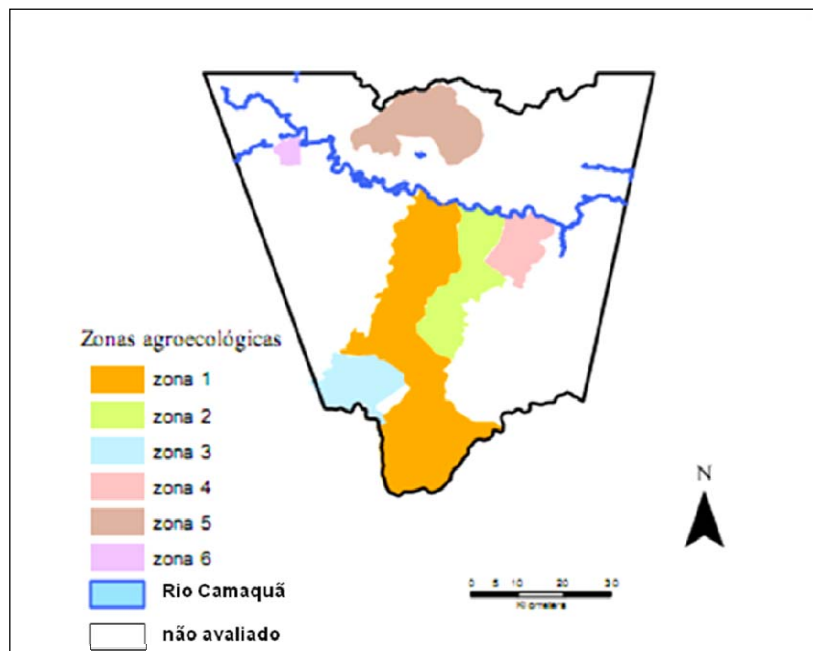 Zonas agroecológicas
zona 1
zona 2
zona 3
zona 4
zona 5
zona 6
Rio Camaquã
não avaliado
N
0 5 10 20 30
Kilometers